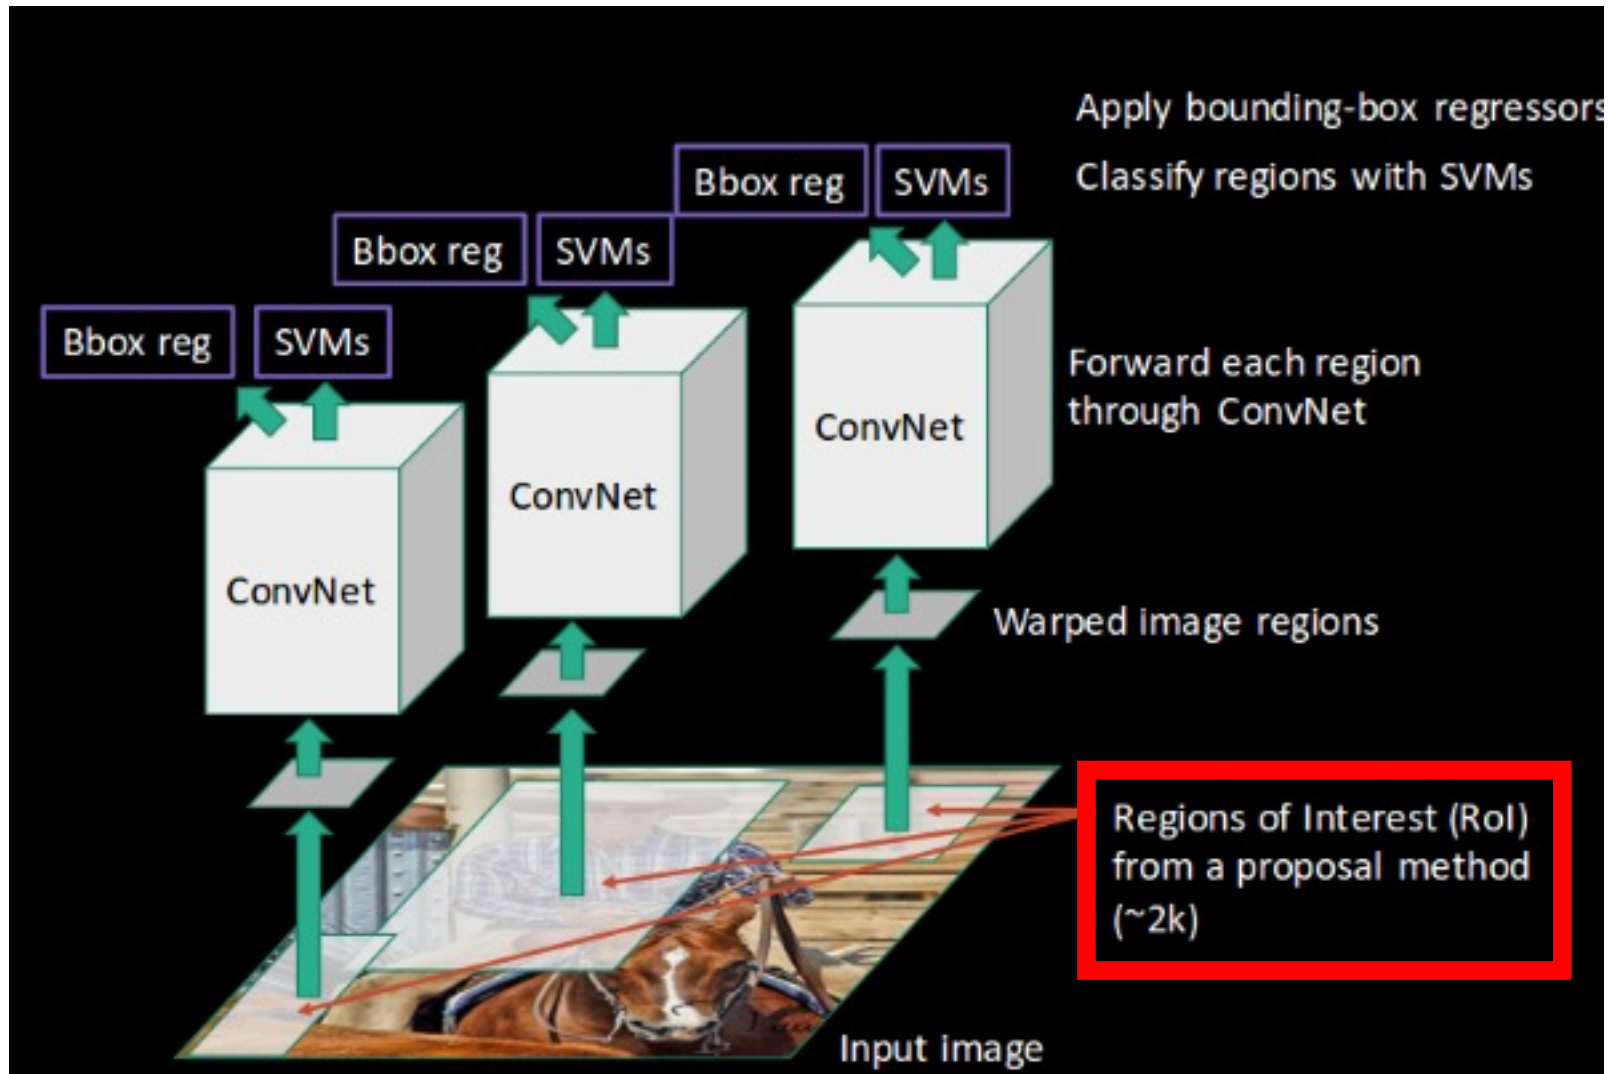 Apply bounding-box regressors
Bbox reg
SVMs
Classify regions with SVMs
Bbox reg
SVMs
Bbox reg
SVMs
Forward each region
through ConvNet
ConvNet
ConvNet
ConvNet
Warped image regions
Regions of Interest (RoI)
from a proposal method
(~2k)
Input image